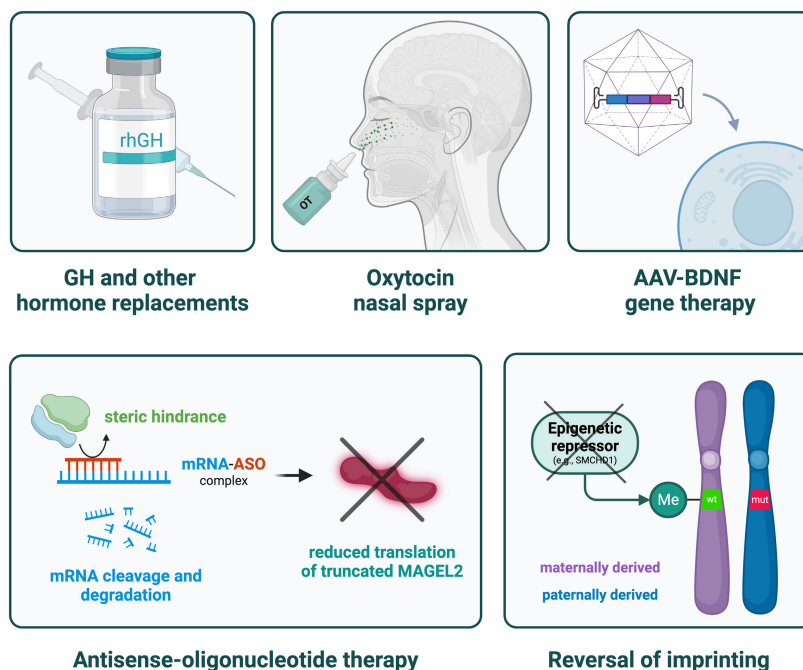 rhGH
OT
GH and other
hormone replacements
Oxytocin
nasal spray
AAV-BDNF
gene therapy
steric hindrance
mRNA-ASO
complex
mRNA cleavage and
degradation
reduced translation
of truncated MAGEL2
Antisense-oligonucleotide therapy
Epigenetic
repressor
(e.g., SMCHD1)
Me
wt
mut
maternally derived
paternally derived
Reversal of imprinting